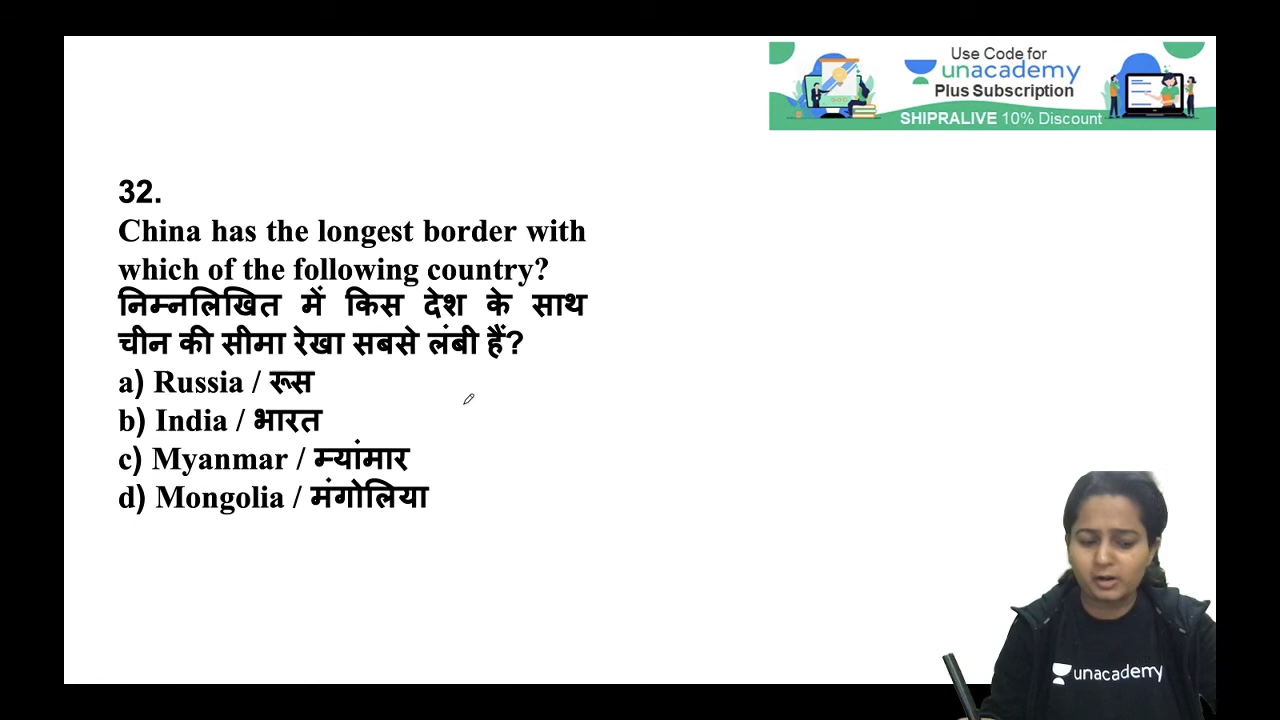 Use Code for
unacademy
Plus Subscription
SHIPRALIVE 10% Discount
32.
China has the longest border with
which of the following country?
निम्नलिखित में किस देश के साथ
चीन की सीमा रेखा सबसे लंबी हैं?
a) Russia / रूस
b) India / भारत
c) Myanmar / म्यांमार
d) Mongolia / मंगोलिया
unacademy